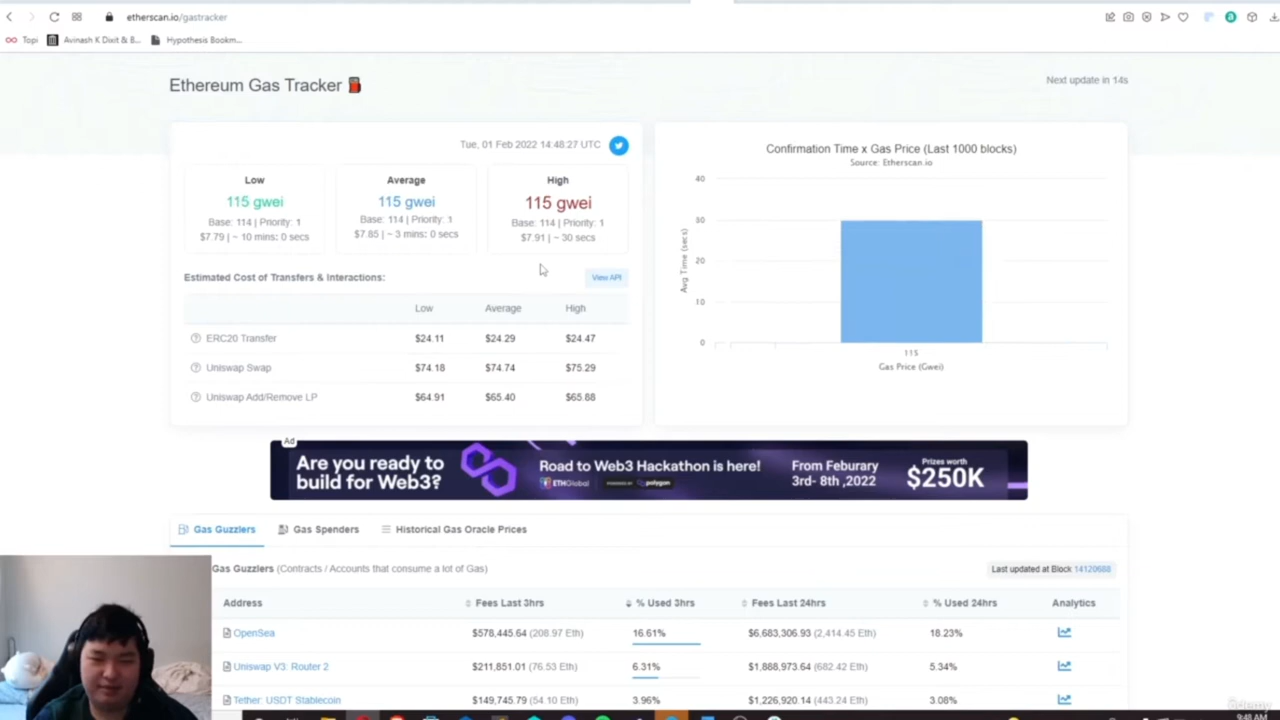 etherscan.io/gastracker
Topi
Avinash K Dixit & B...
Hypothesis Bookm...
Ethereum Gas Tracker
Next update in 14s
Tue, 01 Feb 2022 14:48:27 UTC
Low
115 gwei
Base: 114 | Priority: 1
$7.79 | ~ 10 mins: 0 secs
Average
115 gwei
Base: 114 | Priority: 1
$7.85 | ~ 3 mins: 0 secs
High
115 gwei
Base: 114 | Priority: 1
$7.91 | ~ 30 secs
Estimated Cost of Transfers & Interactions:
View API
Low Average High
ERC20 Transfer $24.11 $24.29 $24.47
Uniswap Swap $74.18 $74.74 $75.29
Uniswap Add/Remove LP $64.91 $65.40 $65.88
Confirmation Time x Gas Price (Last 1000 blocks)
Source: Etherscan.io
Avg Time (secs)
40
30
20
10
0
115
Gas Price (Gwei)
Ad
Are you ready to
build for Web3?
Road to Web3 Hackathon is here!
ETHGlobal POWERED BY polygon
From Feburary
3rd- 8th ,2022
Prizes worth
$250K
Gas Guzzlers
Gas Spenders
Historical Gas Oracle Prices
Gas Guzzlers (Contracts / Accounts that consume a lot of Gas)
Last updated at Block 14120688
Address Fees Last 3hrs % Used 3hrs Fees Last 24hrs % Used 24hrs Analytics
OpenSea $578,445.64 (208.97 Eth) 16.61% $6,683,306.93 (2,414.45 Eth) 18.23%
Uniswap V3: Router 2 $211,851.01 (76.53 Eth) 6.31% $1,888,973.64 (682.42 Eth) 5.34%
Tether: USDT Stablecoin $149,745.79 (54.10 Eth) 3.96% $1,226,920.14 (443.24 Eth) 3.08%
Udemy
9:48 AM